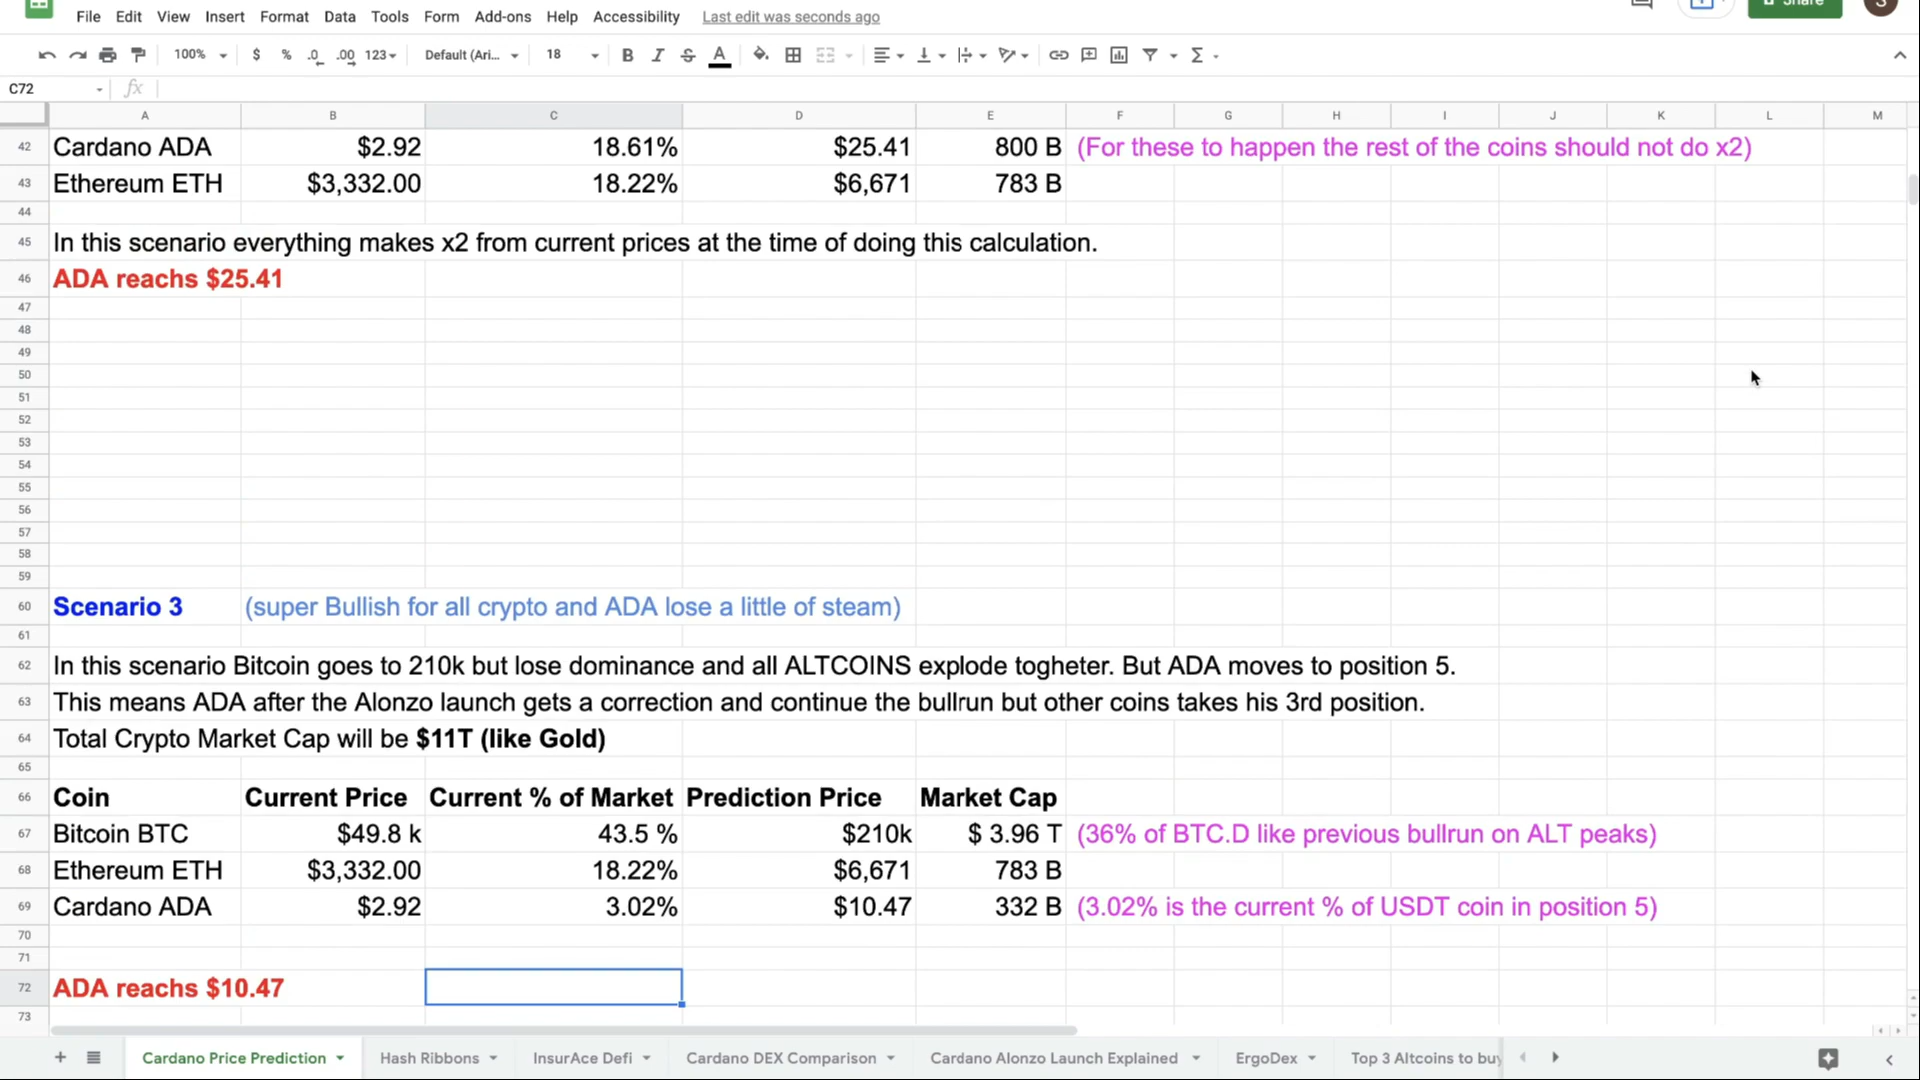 File Edit View Insert Format Data Tools Form Add-ons Help Accessibility Last edit was seconds ago Share S
100% $ % .0 .00 123 Default (Ari... 18 B I S A Σ
C72 fx
A B C D E F G H I J K L M
42 Cardano ADA $2.92 18.61% $25.41 800 B (For these to happen the rest of the coins should not do x2)
43 Ethereum ETH $3,332.00 18.22% $6,671 783 B
44
45 In this scenario everything makes x2 from current prices at the time of doing this calculation.
46 ADA reachs $25.41
47
48
49
50
51
52
53
54
55
56
57
58
59
60 Scenario 3 (super Bullish for all crypto and ADA lose a little of steam)
61
62 In this scenario Bitcoin goes to 210k but lose dominance and all ALTCOINS explode togheter. But ADA moves to position 5.
63 This means ADA after the Alonzo launch gets a correction and continue the bullrun but other coins takes his 3rd position.
64 Total Crypto Market Cap will be $11T (like Gold)
65
66 Coin Current Price Current % of Market Prediction Price Market Cap
67 Bitcoin BTC $49.8 k 43.5 % $210k $ 3.96 T (36% of BTC.D like previous bullrun on ALT peaks)
68 Ethereum ETH $3,332.00 18.22% $6,671 783 B
69 Cardano ADA $2.92 3.02% $10.47 332 B (3.02% is the current % of USDT coin in position 5)
70
71
72 ADA reachs $10.47
73
Cardano Price Prediction Hash Ribbons InsurAce Defi Cardano DEX Comparison Cardano Alonzo Launch Explained ErgoDex Top 3 Altcoins to buy